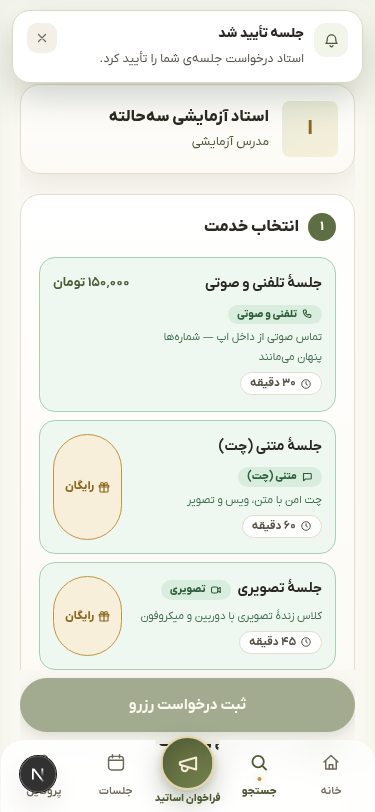 جلسه تأیید شد
استاد درخواست جلسه‌ی شما را تأیید کرد.
ا
استاد آزمایشی سه‌حالته
مدرس آزمایشی
۱ انتخاب خدمت
جلسهٔ تلفنی و صوتی
۱۵۰٬۰۰۰ تومان
تلفنی و صوتی
تماس صوتی از داخل اپ — شماره‌ها
پنهان می‌مانند
۳۰ دقیقه
جلسهٔ متنی (چت)
متنی (چت)
رایگان
چت امن با متن، ویس و تصویر
۶۰ دقیقه
جلسهٔ تصویری
تصویری
رایگان
کلاس زندهٔ تصویری با دوربین و میکروفون
۴۵ دقیقه
ثبت درخواست رزرو
خانه
جستجو
فراخوان اساتید
جلسات
N